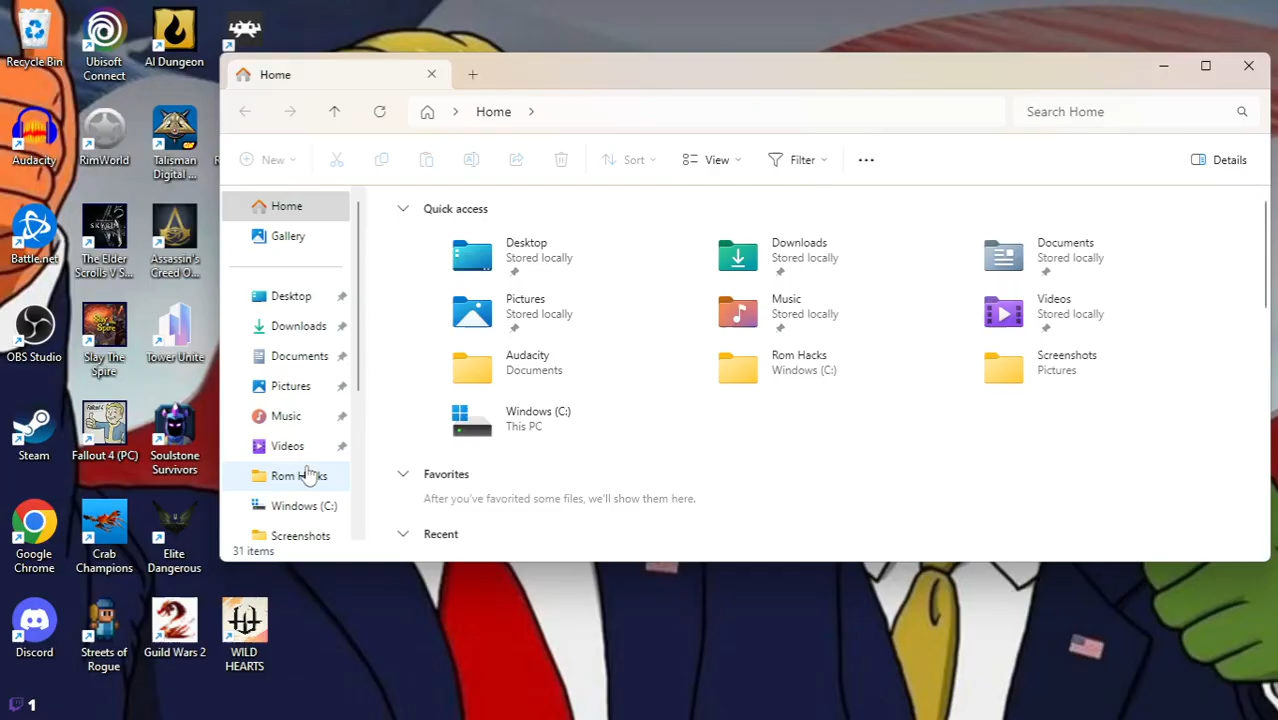 Recycle Bin
Ubisoft
Connect
AI Dungeon
Audacity
RimWorld
Talisman
Digital ...
Battle.net
The Elder
Scrolls V S...
Assassin's
Creed O...
OBS Studio
Slay The
Spire
Tower Unite
Steam
Fallout 4 (PC)
Soulstone
Survivors
Google
Chrome
Crab
Champions
Elite
Dangerous
Discord
Streets of
Rogue
Guild Wars 2
WILD
HEARTS
1
Home
Home
Search Home
New
Sort
View
Filter
Details
Home
Gallery
Desktop
Downloads
Documents
Pictures
Music
Videos
Windows (C:)
Screenshots
31 items
Quick access
Desktop
Stored locally
Downloads
Stored locally
Documents
Stored locally
Pictures
Stored locally
Music
Stored locally
Videos
Stored locally
Audacity
Documents
Rom Hacks
Windows (C:)
Screenshots
Pictures
Windows (C:)
This PC
Favorites
After you've favorited some files, we'll show them here.
Recent